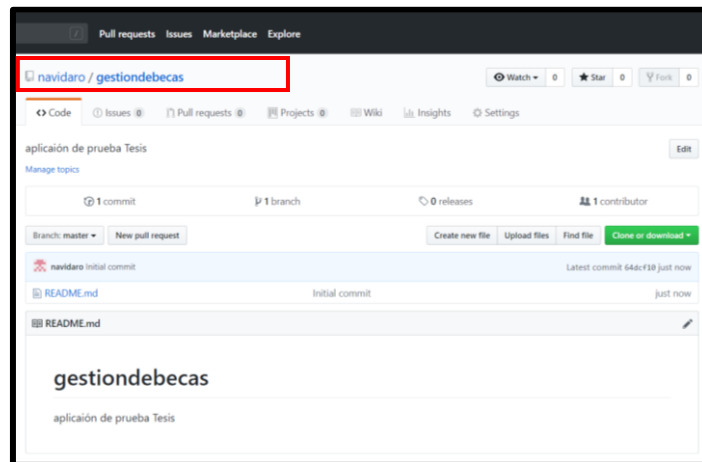 / Pull requests Issues Marketplace Explore
navidaro / gestiondebecas Watch 0 Star 0 Fork 0
Code Issues 0 Pull requests 0 Projects 0 Wiki Insights Settings
aplicaión de prueba Tesis Edit
Manage topics
1 commit 1 branch 0 releases 1 contributor
Branch: master New pull request Create new file Upload files Find file Clone or download
navidaro Initial commit Latest commit 64dcf10 just now
README.md Initial commit just now
README.md
gestiondebecas
aplicaión de prueba Tesis